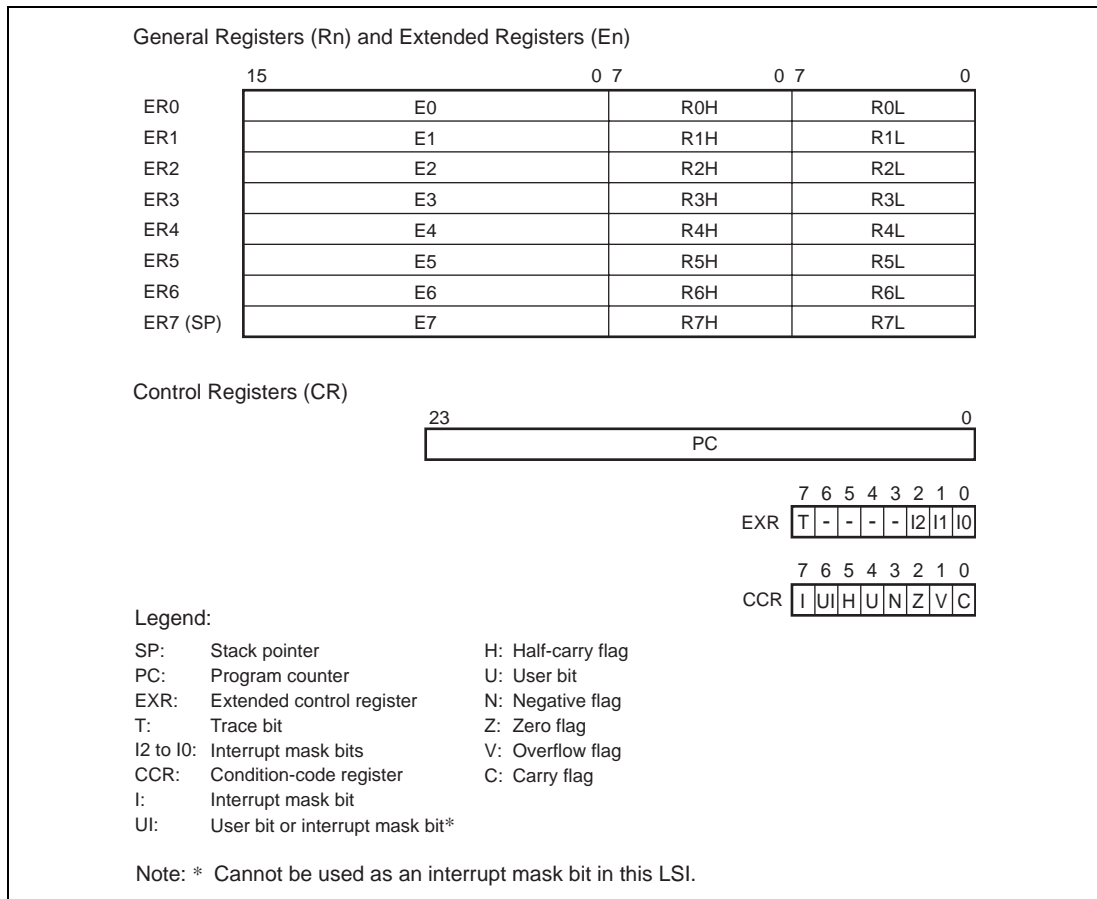 General Registers (Rn) and Extended Registers (En)
15 0 7 0 7 0
ER0 E0 R0H R0L
ER1 E1 R1H R1L
ER2 E2 R2H R2L
ER3 E3 R3H R3L
ER4 E4 R4H R4L
ER5 E5 R5H R5L
ER6 E6 R6H R6L
ER7 (SP) E7 R7H R7L
Control Registers (CR)
23 0
PC
7 6 5 4 3 2 1 0
EXR T - - - - I2 I1 I0
7 6 5 4 3 2 1 0
CCR I UI H U N Z V C
Legend:
SP: Stack pointer
PC: Program counter
EXR: Extended control register
T: Trace bit
I2 to I0: Interrupt mask bits
CCR: Condition-code register
I: Interrupt mask bit
UI: User bit or interrupt mask bit*
H: Half-carry flag
U: User bit
N: Negative flag
Z: Zero flag
V: Overflow flag
C: Carry flag
Note: * Cannot be used as an interrupt mask bit in this LSI.